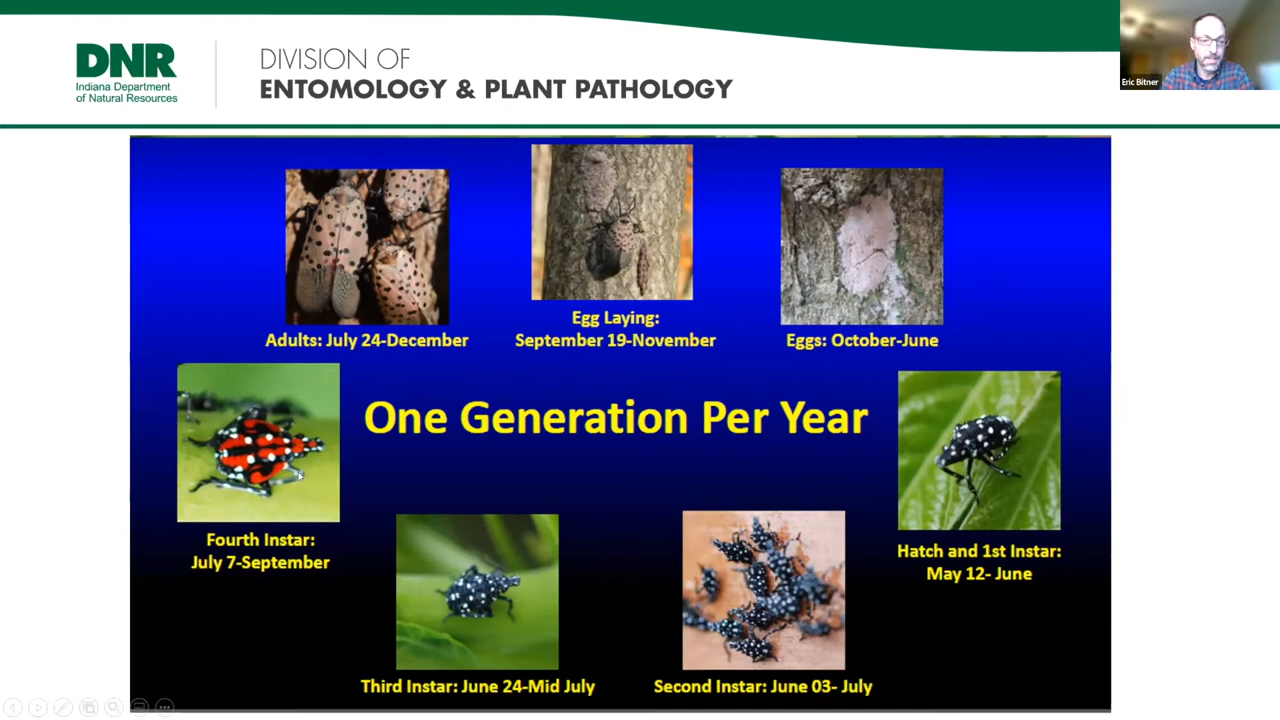 DNR
Indiana Department
of Natural Resources
DIVISION OF
ENTOMOLOGY & PLANT PATHOLOGY
Eric Bitner
Adults: July 24-December
Egg Laying:
September 19-November
Eggs: October-June
One Generation Per Year
Fourth Instar:
July 7-September
Hatch and 1st Instar:
May 12- June
Third Instar: June 24-Mid July
Second Instar: June 03- July